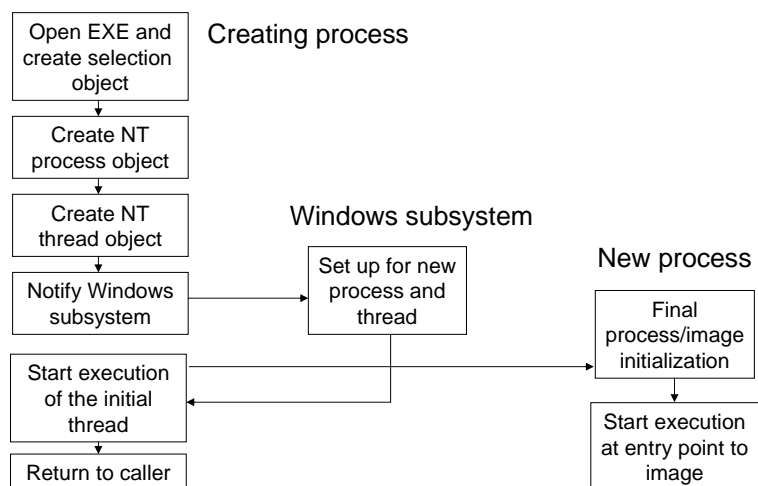 Open EXE and
create selection
object
Creating process
Create NT
process object
Create NT
thread object
Notify Windows
subsystem
Windows subsystem
Set up for new
process and
thread
New process
Final
process/image
initialization
Start execution
of the initial
thread
Return to caller
Start execution
at entry point to
image